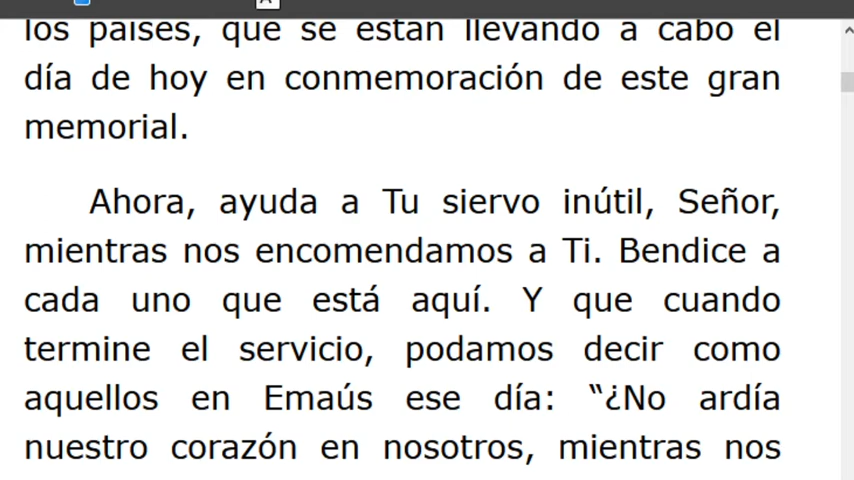 los países, que se están llevando a cabo el
día de hoy en conmemoración de este gran
memorial.
Ahora, ayuda a Tu siervo inútil, Señor,
mientras nos encomendamos a Ti. Bendice a
cada uno que está aquí. Y que cuando
termine el servicio, podamos decir como
aquellos en Emaús ese día: “¿No ardía
nuestro corazón en nosotros, mientras nos